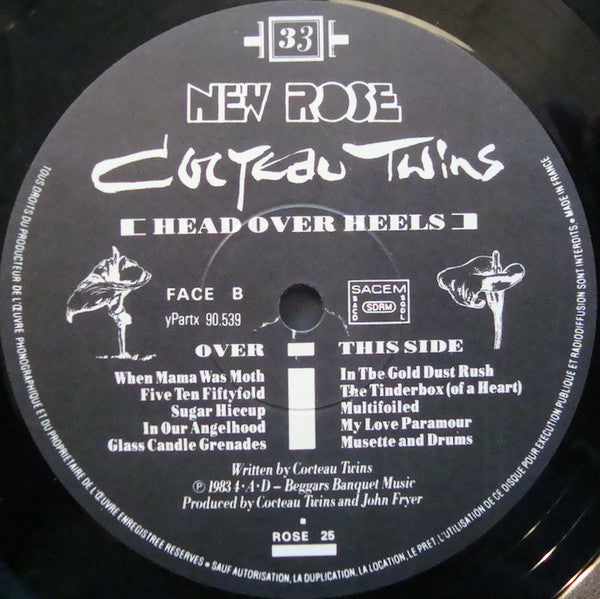 33
NEW ROSE
Cocteau Twins
[ HEAD OVER HEELS ]
FACE B
yPartx 90.539
SACEM
SACD
SDRM
SGDL
OVER
When Mama Was Moth
Five Ten Fiftyfold
Sugar Hiccup
In Our Angelhood
Glass Candle Grenades
THIS SIDE
In The Gold Dust Rush
The Tinderbox (of a Heart)
Multifoiled
My Love Paramour
Musette and Drums
Written by Cocteau Twins
℗ 1983 4·A·D – Beggars Banquet Music
Produced by Cocteau Twins and John Fryer
ROSE 25
TOUS DROITS DU PRODUCTEUR DE L'ŒUVRE PHONOGRAPHIQUE ET DU PROPRIETAIRE DE L'ŒUVRE ENREGISTREE RESERVES • SAUF AUTORISATION, LA DUPLICATION, LA LOCATION, LE PRET, L'UTILISATION DE CE DISQUE POUR EXECUTION PUBLIQUE ET RADIODIFFUSION SONT INTERDITS. • MADE IN FRANCE